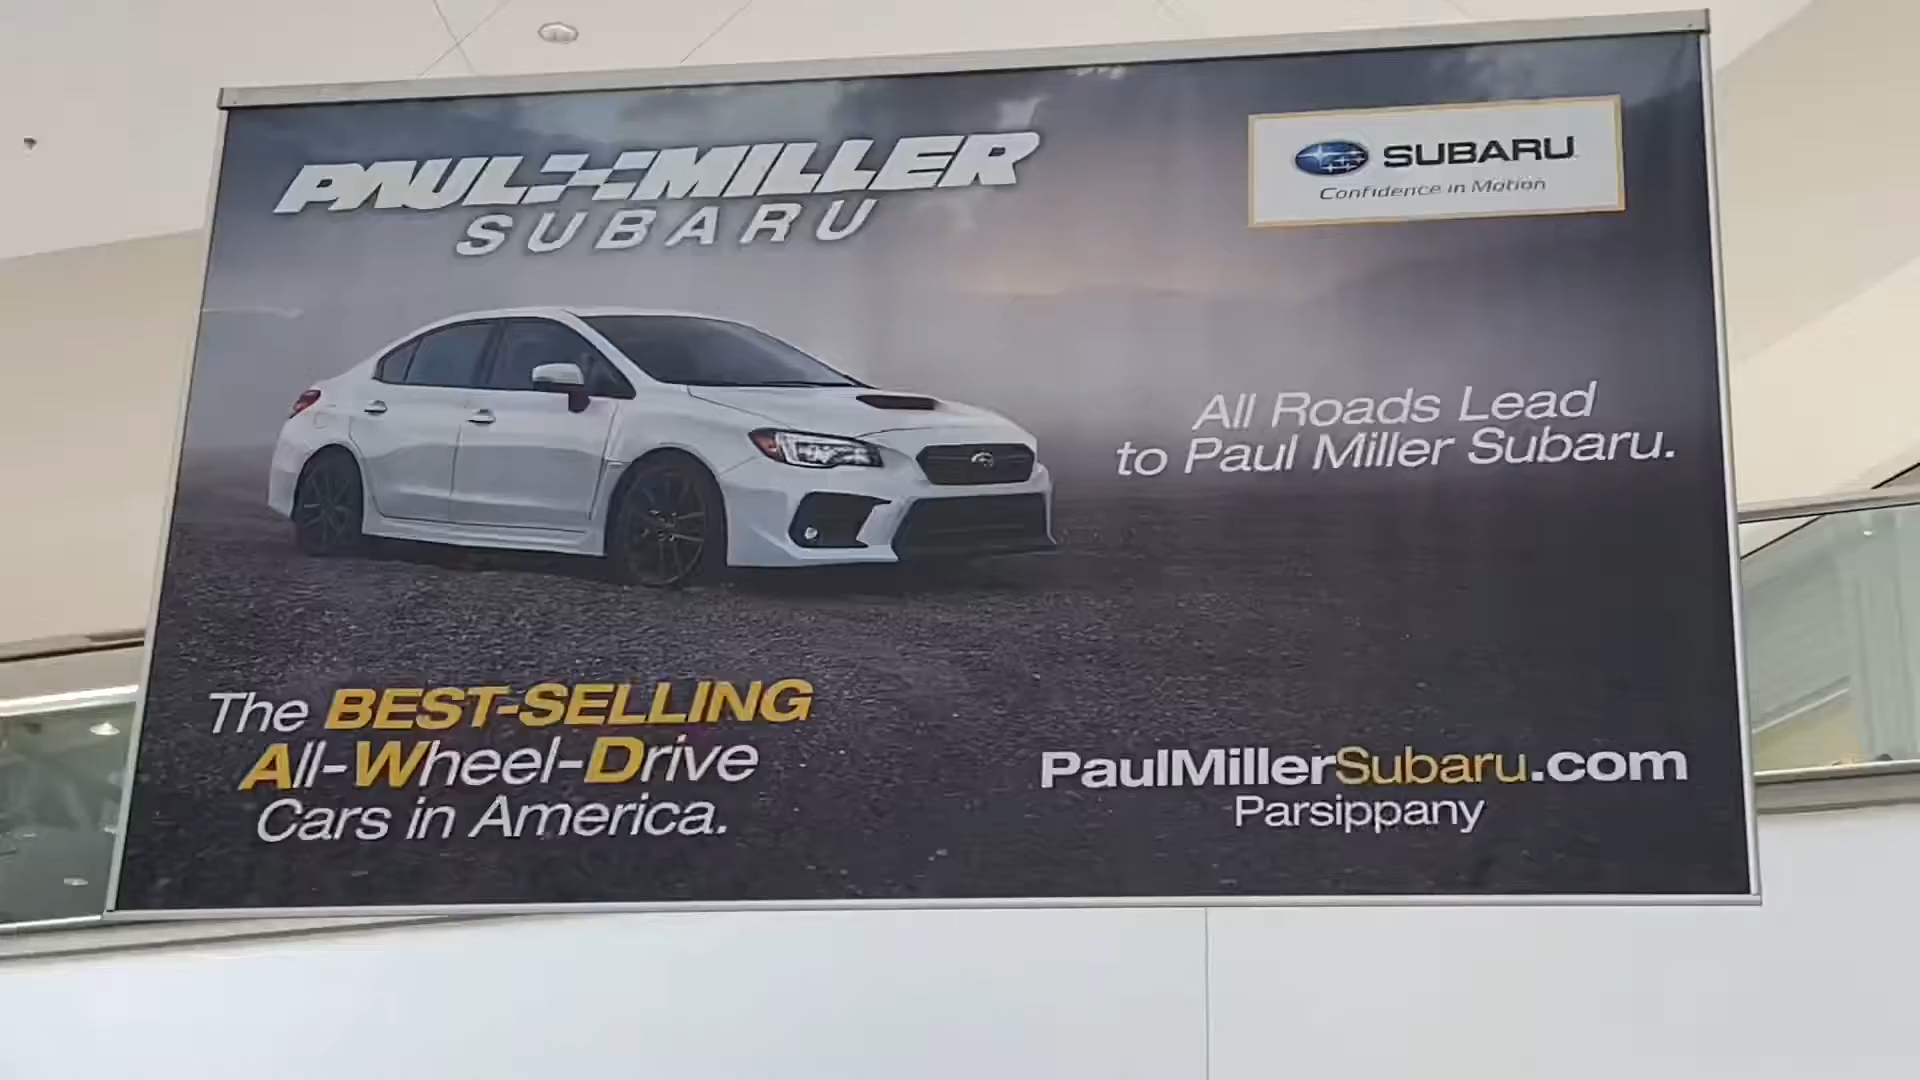 PAUL MILLER
SUBARU
SUBARU
Confidence in Motion
All Roads Lead
to Paul Miller Subaru.
The BEST-SELLING
All-Wheel-Drive
Cars in America.
PaulMillerSubaru.com
Parsippany